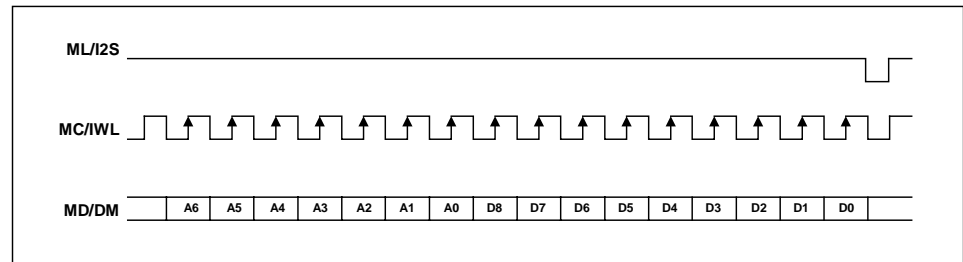 ML/I2S
MC/IWL
MD/DM A6 A5 A4 A3 A2 A1 A0 D8 D7 D6 D5 D4 D3 D2 D1 D0